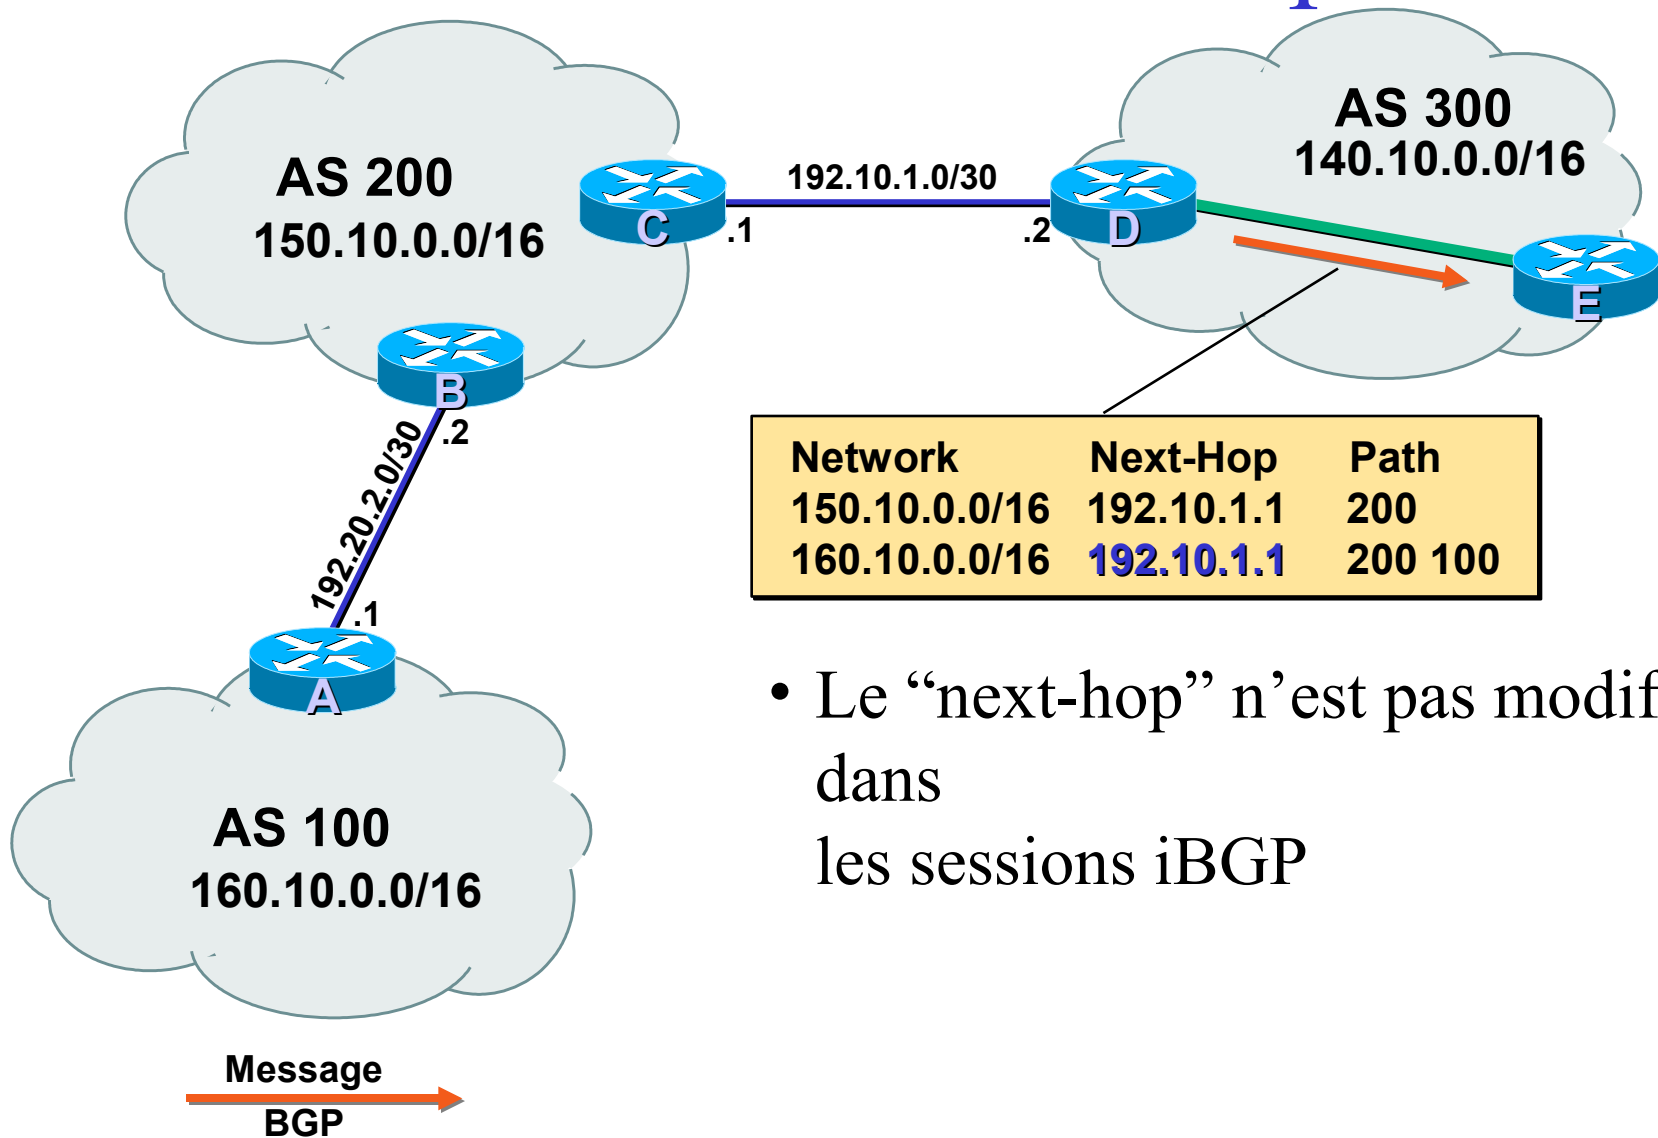 AS 200
150.10.0.0/16
C
.1
192.10.1.0/30
.2
D
AS 300
140.10.0.0/16
E
B
.2
192.20.2.0/30
.1
A
AS 100
160.10.0.0/16
Network Next-Hop Path
150.10.0.0/16 192.10.1.1 200
160.10.0.0/16 192.10.1.1 200 100
• Le “next-hop” n’est pas modif
dans
les sessions iBGP
Message
BGP